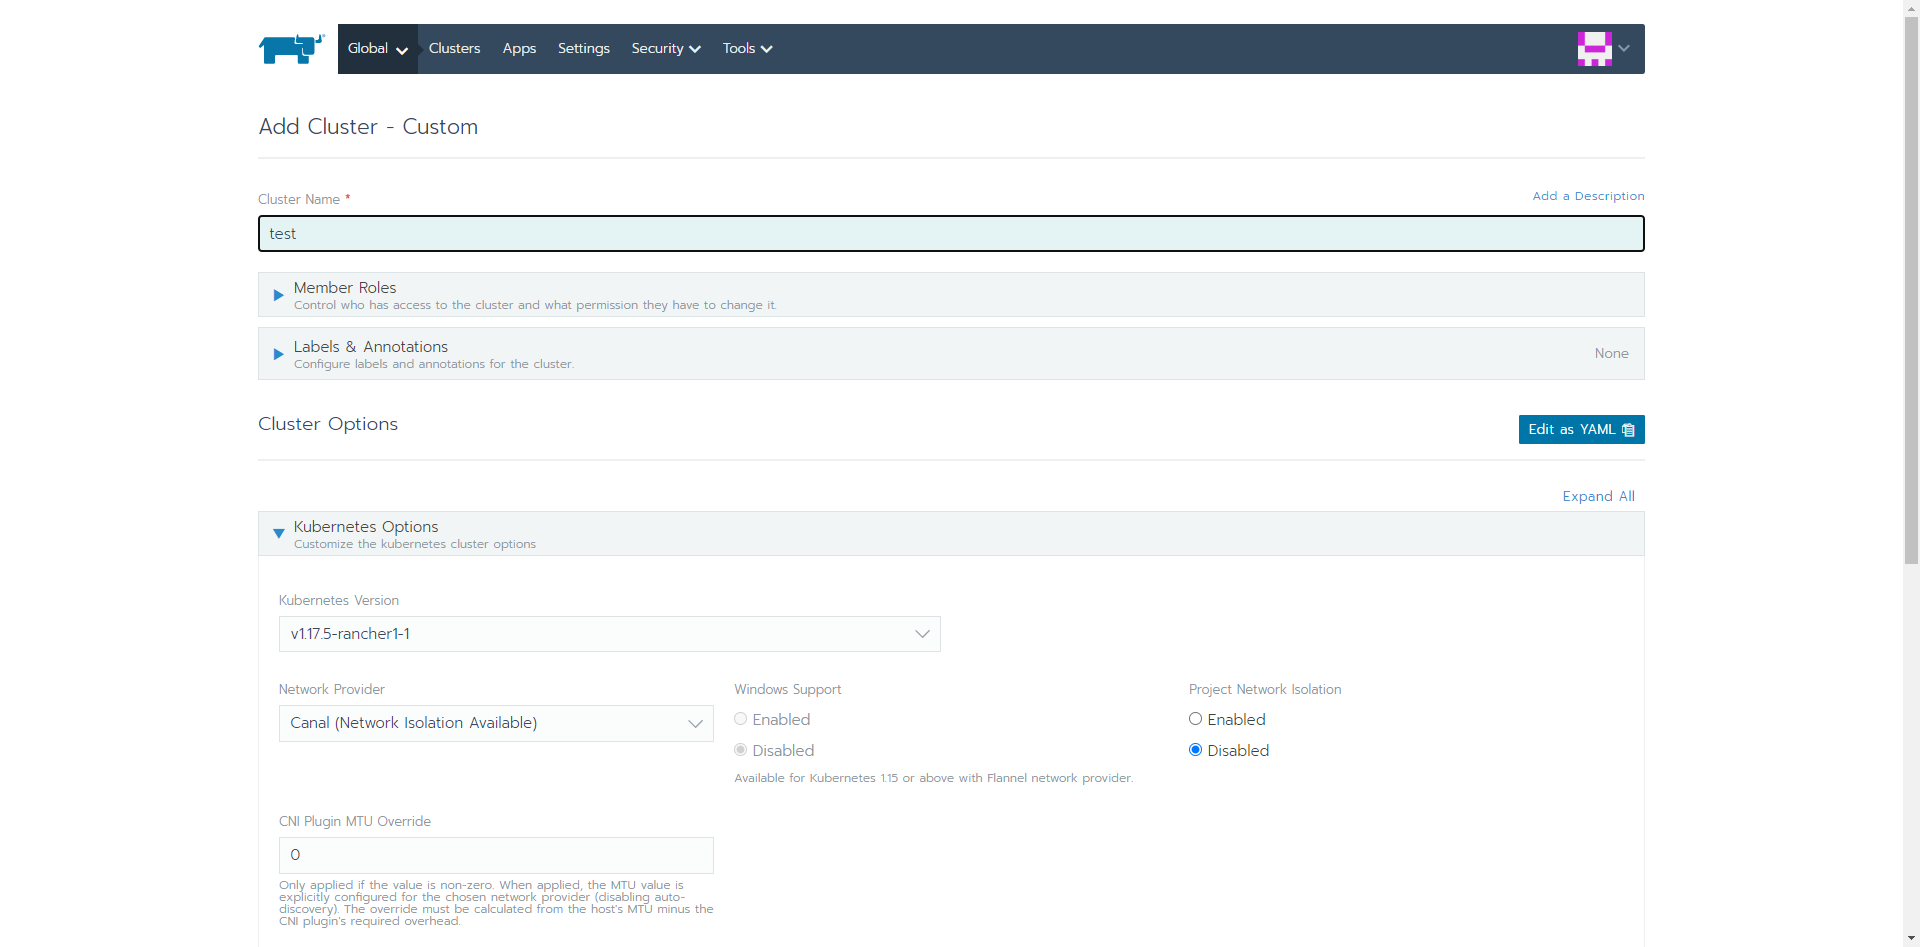 Global Clusters Apps Settings Security Tools
Add Cluster - Custom
Cluster Name * Add a Description
test
Member Roles
Control who has access to the cluster and what permission they have to change it.
Labels & Annotations
Configure labels and annotations for the cluster.
None
Cluster Options
Edit as YAML
Expand All
Kubernetes Options
Customize the kubernetes cluster options
Kubernetes Version
v1.17.5-rancher1-1
Network Provider
Canal (Network Isolation Available)
Windows Support
Enabled
Disabled
Available for Kubernetes 1.15 or above with Flannel network provider.
Project Network Isolation
Enabled
Disabled
CNI Plugin MTU Override
0
Only applied if the value is non-zero. When applied, the MTU value is
explicitly configured for the chosen network provider (disabling auto-
discovery). The override must be calculated from the host's MTU minus the
CNI plugin's required overhead.